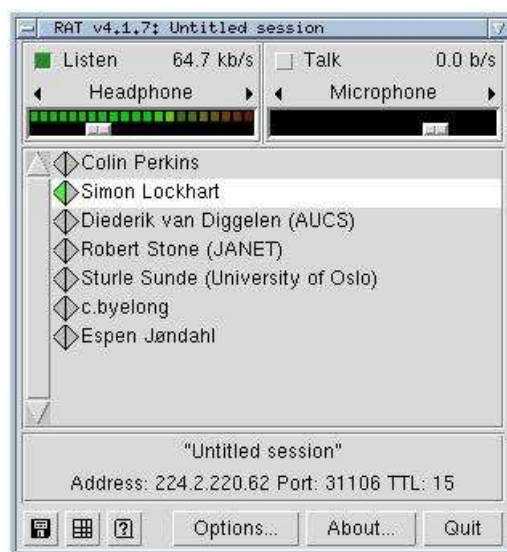 RAT v4.1.7: Untitled session
Listen 64.7 kb/s Talk 0.0 b/s
Headphone Microphone
Colin Perkins
Simon Lockhart
Diederik van Diggelen (AUCS)
Robert Stone (JANET)
Sturle Sunde (University of Oslo)
c.byelong
Espen Jøndahl
"Untitled session"
Address: 224.2.220.62 Port: 31106 TTL: 15
? Options... About... Quit